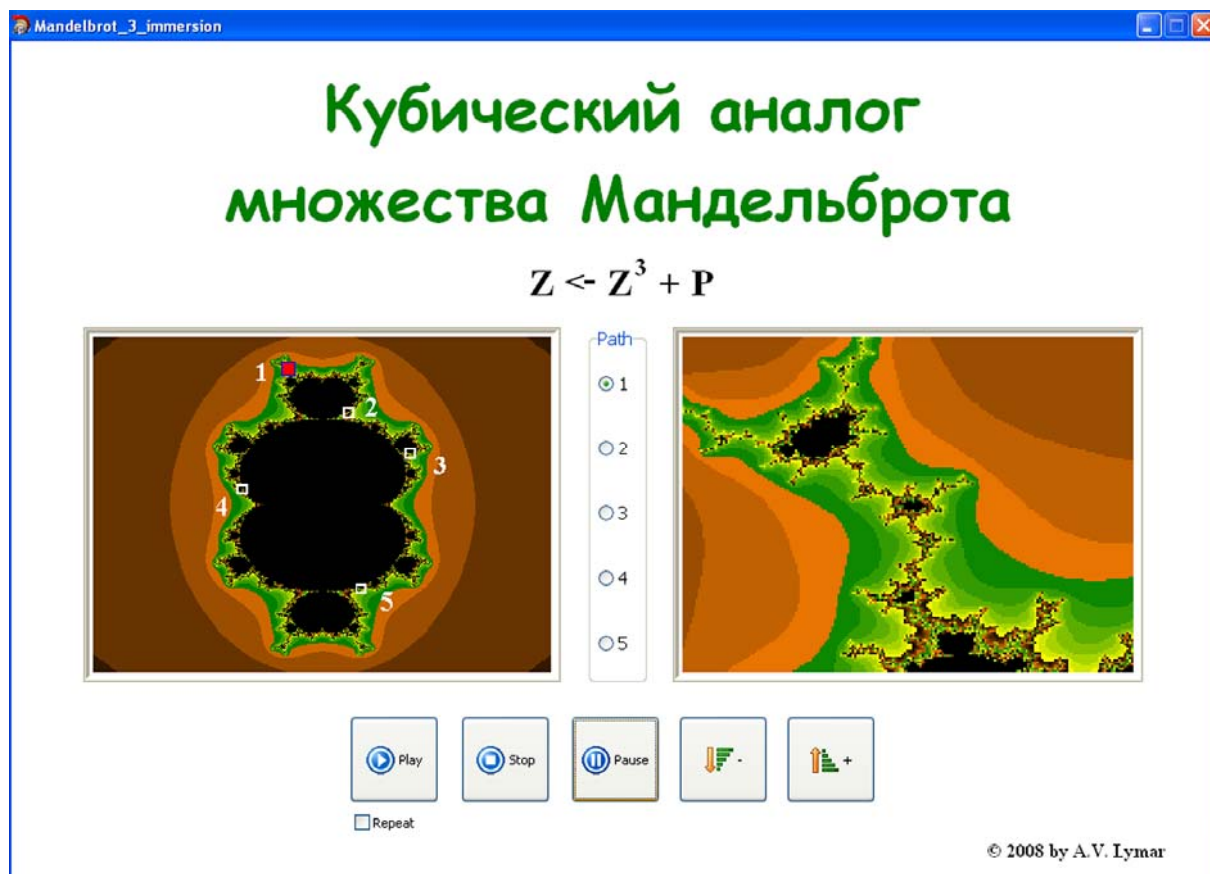 Mandelbrot_3_immersion
Кубический аналог
множества Мандельброта
Z <- Z³ + P
1
2
3
4
5
Path
1
2
3
4
5
Play
Stop
Pause
-
+
Repeat
© 2008 by A.V. Lymar